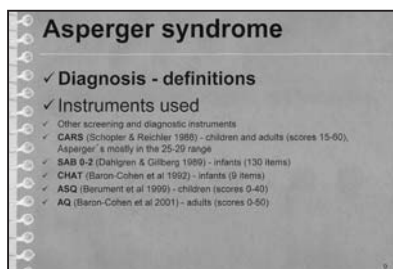 Asperger syndrome
✓ Diagnosis - definitions
✓ Instruments used
✓ Other screening and diagnostic instruments
✓ CARS (Schopler & Reichler 1988) - children and adults (scores 15-60),
Asperger´s mostly in the 25-29 range
✓ SAB 0-2 (Dahlgren & Gillberg 1989) - infants (130 items)
✓ CHAT (Baron-Cohen et al 1992) - infants (9 items)
✓ ASQ (Berument et al 1999) - children (scores 0-40)
✓ AQ (Baron-Cohen et al 2001) - adults (scores 0-50)
9